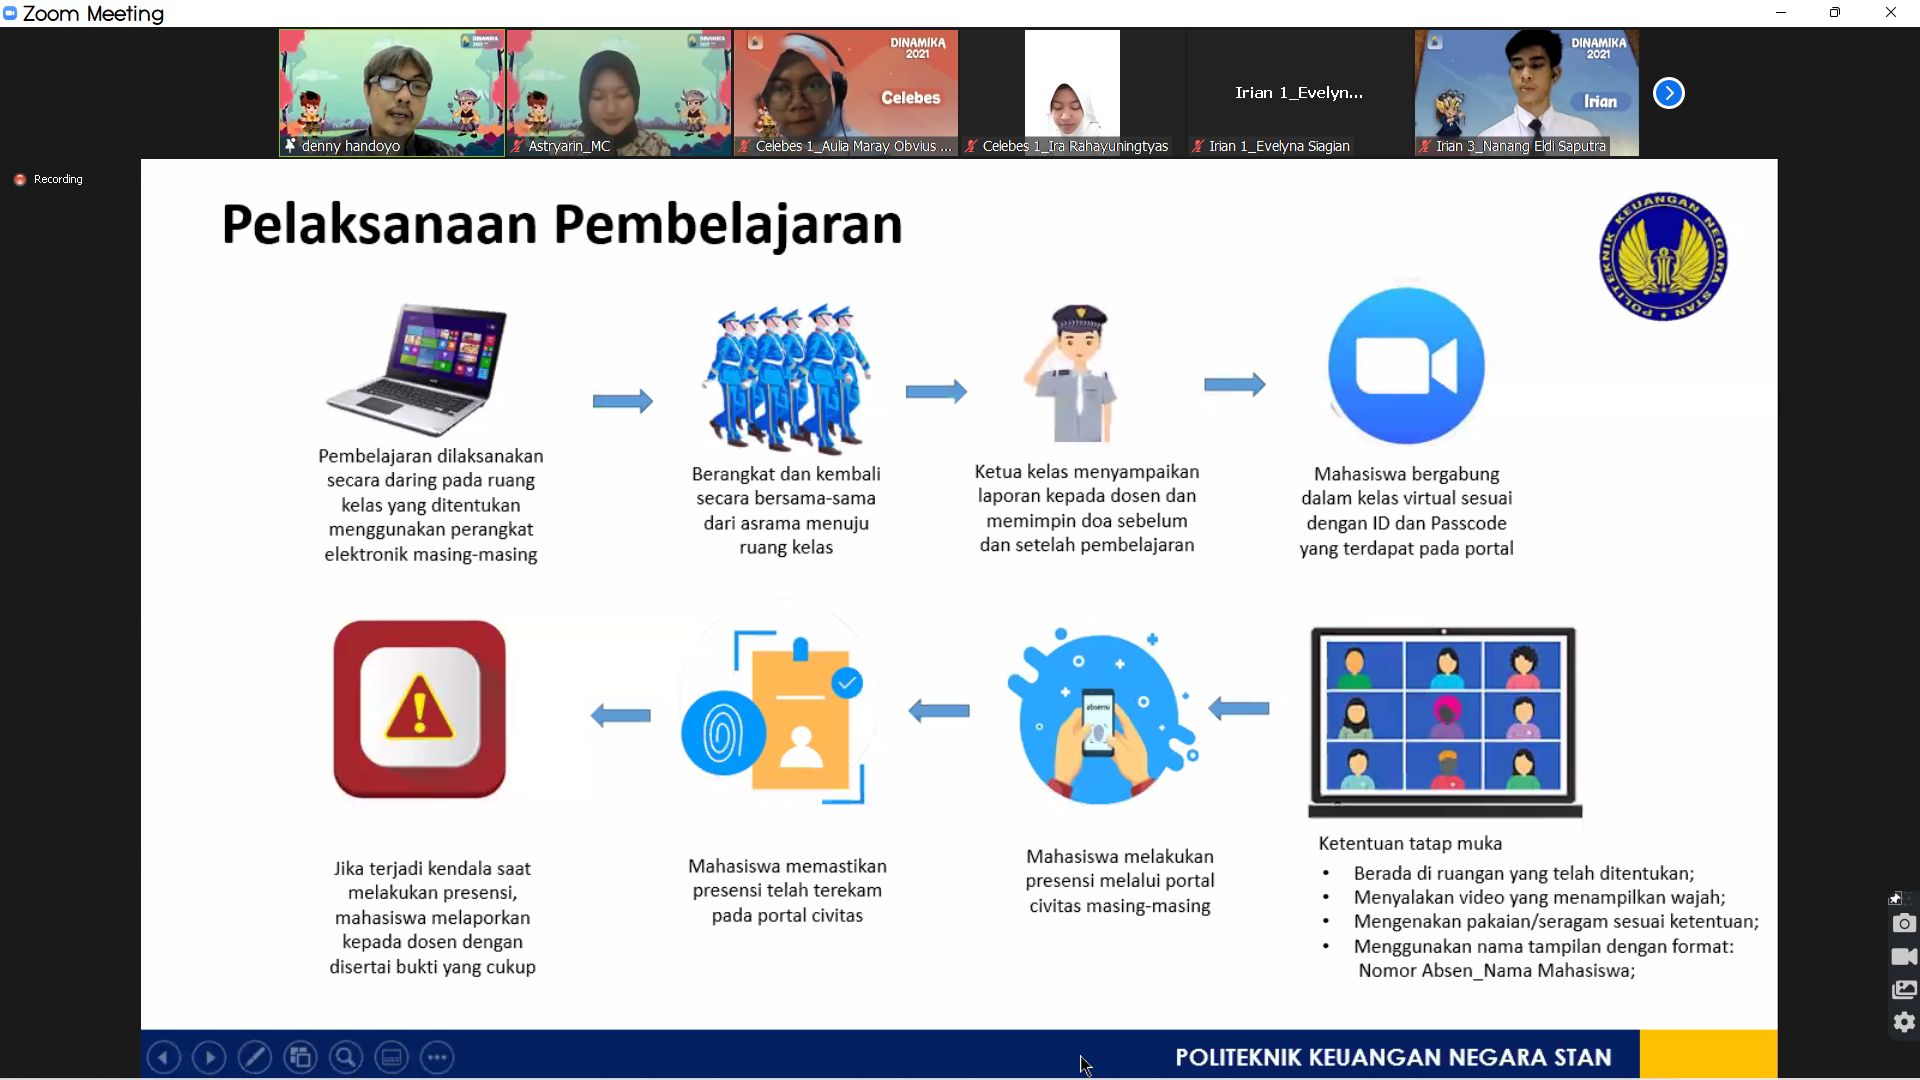 Zoom Meeting
DINAMIKA
2021
Celebes
Irian 1_Evelyn...
DINAMIKA
2021
Irian
denny handoyo
Astryarin_MC
Celebes 1_Aulia Maray Obvius ...
Celebes 1_Ira Rahayuningtyas
Irian 1_Evelyna Siagian
Irian 3_Nanang Eldi Saputra
Recording
Pelaksanaan Pembelajaran
POLITEKNIK KEUANGAN NEGARA STAN
Pembelajaran dilaksanakan
secara daring pada ruang
kelas yang ditentukan
menggunakan perangkat
elektronik masing-masing
Berangkat dan kembali
secara bersama-sama
dari asrama menuju
ruang kelas
Ketua kelas menyampaikan
laporan kepada dosen dan
memimpin doa sebelum
dan setelah pembelajaran
Mahasiswa bergabung
dalam kelas virtual sesuai
dengan ID dan Passcode
yang terdapat pada portal
absensi
Jika terjadi kendala saat
melakukan presensi,
mahasiswa melaporkan
kepada dosen dengan
disertai bukti yang cukup
Mahasiswa memastikan
presensi telah terekam
pada portal civitas
Mahasiswa melakukan
presensi melalui portal
civitas masing-masing
Ketentuan tatap muka
• Berada di ruangan yang telah ditentukan;
• Menyalakan video yang menampilkan wajah;
• Mengenakan pakaian/seragam sesuai ketentuan;
• Menggunakan nama tampilan dengan format:
Nomor Absen_Nama Mahasiswa;
POLITEKNIK KEUANGAN NEGARA STAN